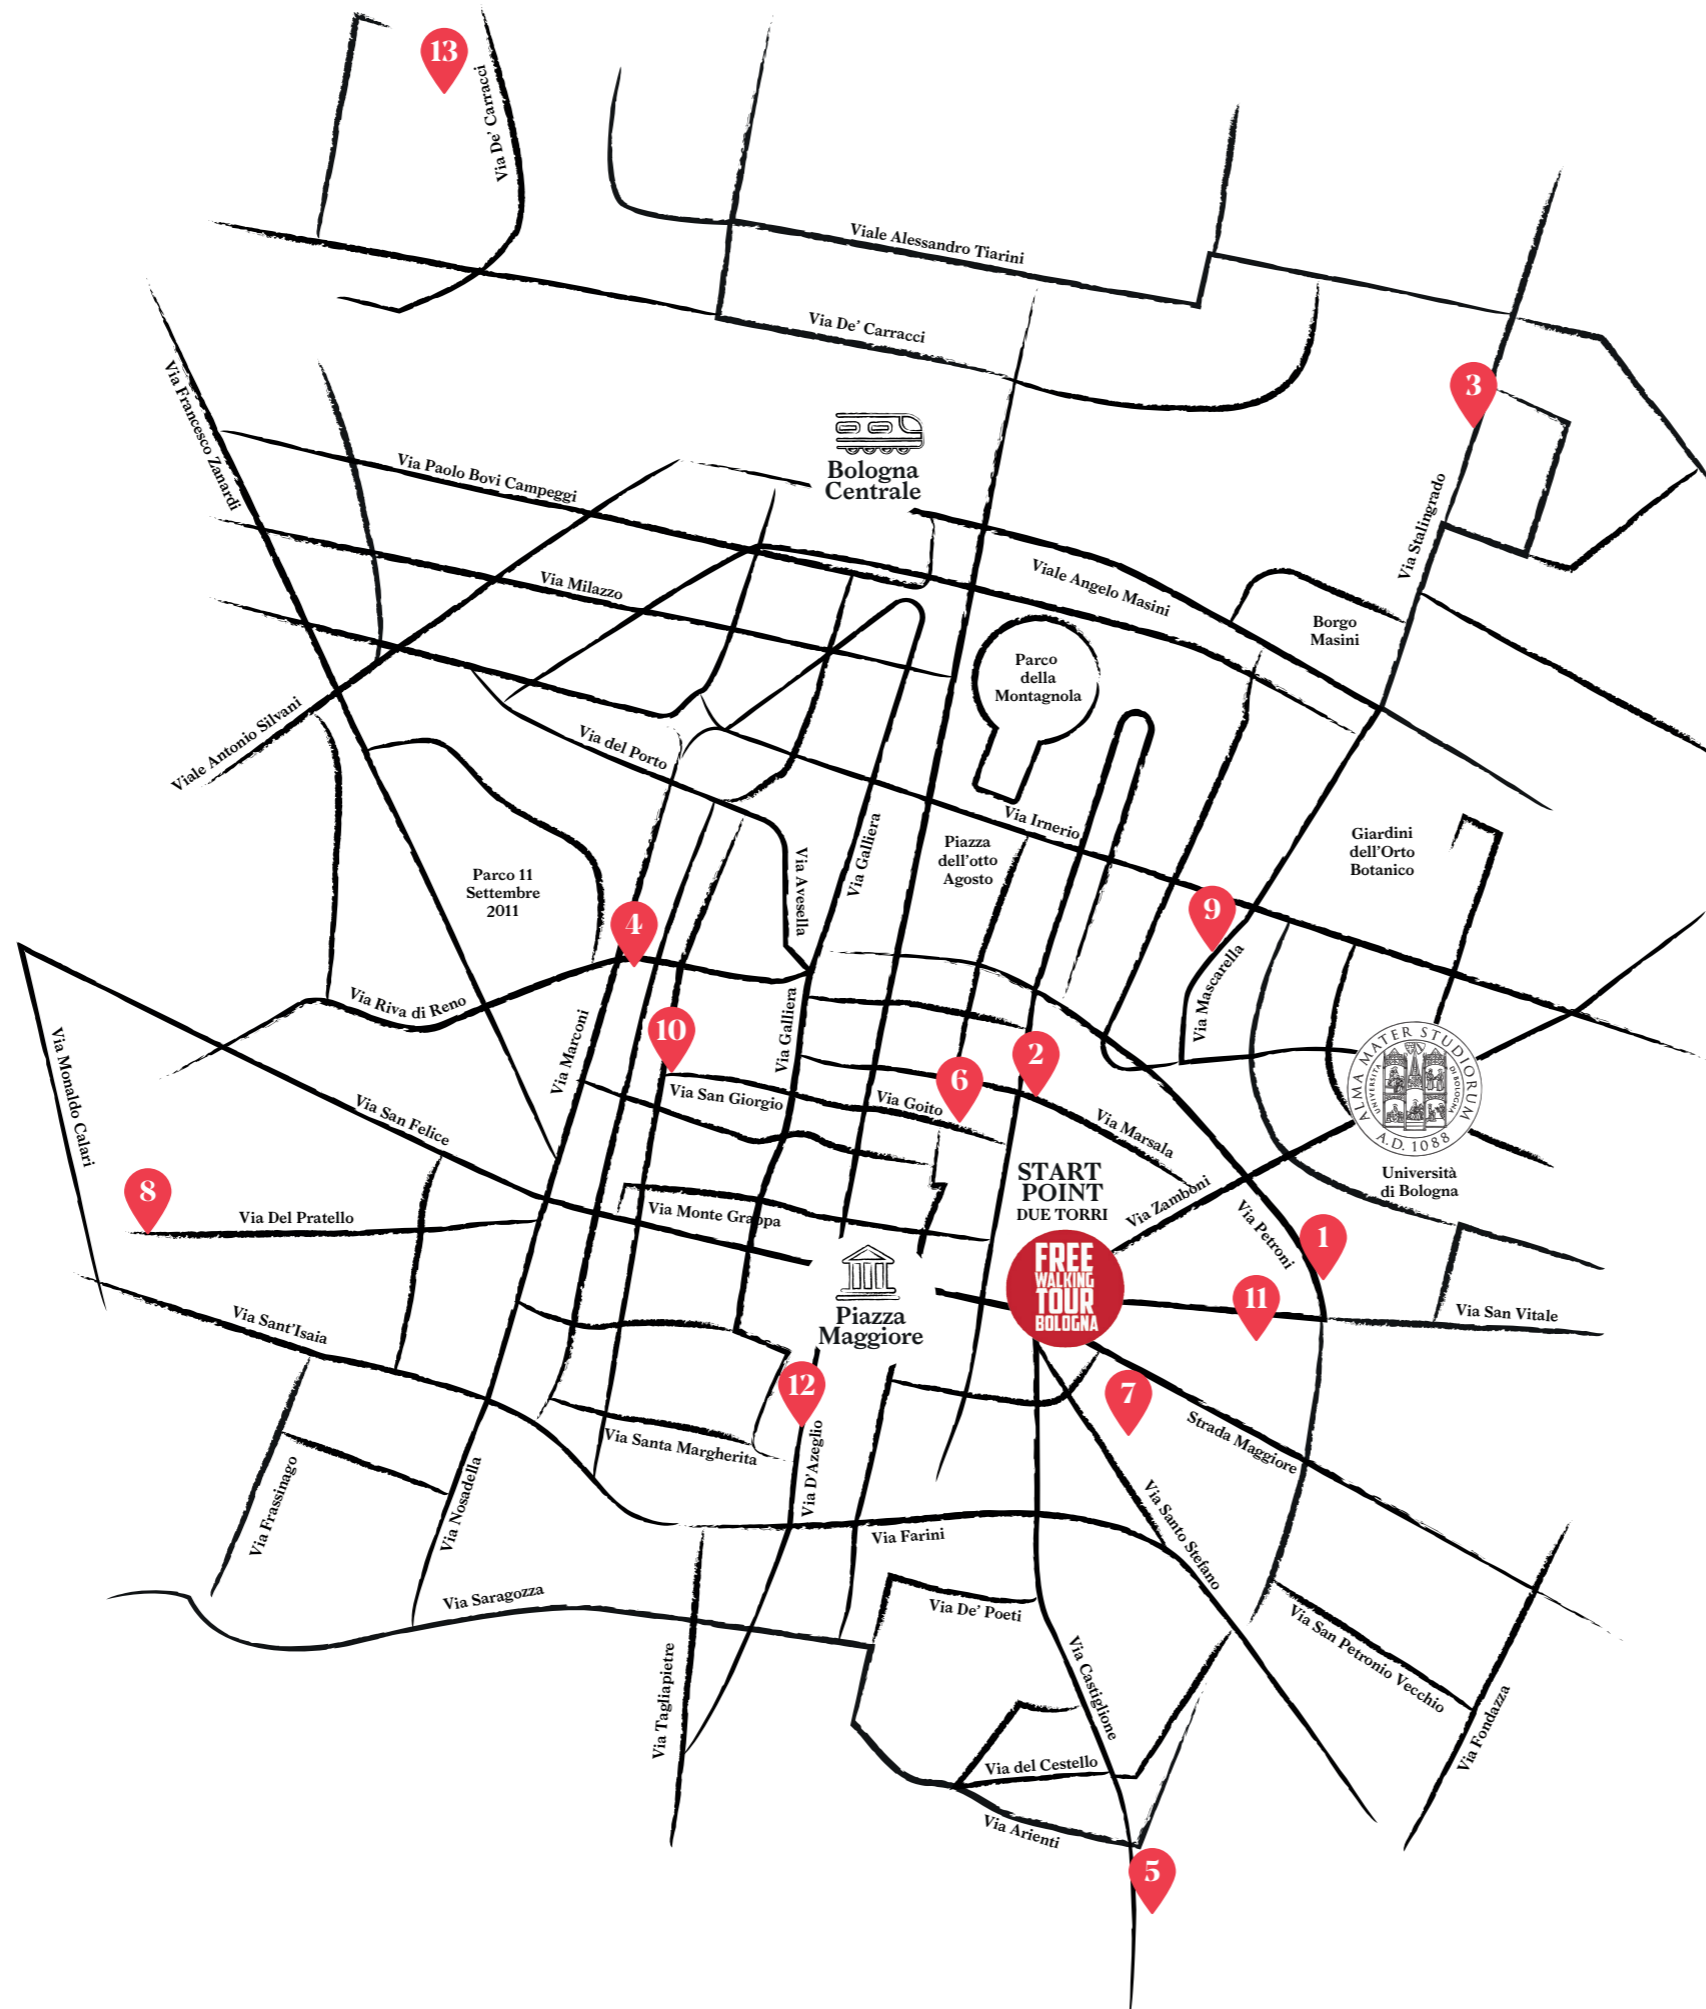 13
Via De' Carracci
Viale Alessandro Tiarini
Via De' Carracci
3
Via Francesco Zanardi
Bologna
Centrale
Via Paolo Bovi Campeggi
Via Stalingrado
Via Milazzo
Viale Angelo Masini
Borgo
Masini
Parco
della
Montagnola
Viale Antonio Silvani
Via del Porto
Via Irnerio
Via Galliera
Piazza
dell'otto
Agosto
Giardini
dell'Orto
Botanico
Via Avesella
Parco 11
Settembre
2011
4
9
Via Mascarella
Via Riva di Reno
Via Galliera
10
Via Marconi
2
6
Via Monaldo Calari
Via San Giorgio
Via Goito
Via San Felice
Via Marsala
ALMA MATER STUDIORUM
UNIVERSITA DI BOLOGNA
A.D. 1088
Università
di Bologna
START
POINT
DUE TORRI
8
Via Del Pratello
Via Monte Grappa
Via Zamboni
Via Petroni
1
FREE
WALKING
TOUR
BOLOGNA
11
Via San Vitale
Piazza
Maggiore
Via Sant'Isaia
12
7
Via Santa Margherita
Via D'Azeglio
Strada Maggiore
Via Frassinago
Via Nosadella
Via Santo Stefano
Via Farini
Via Saragozza
Via De' Poeti
Via San Petronio Vecchio
Via Tagliapietre
Via Castiglione
Via Fondazza
Via del Cestello
Via Arienti
5